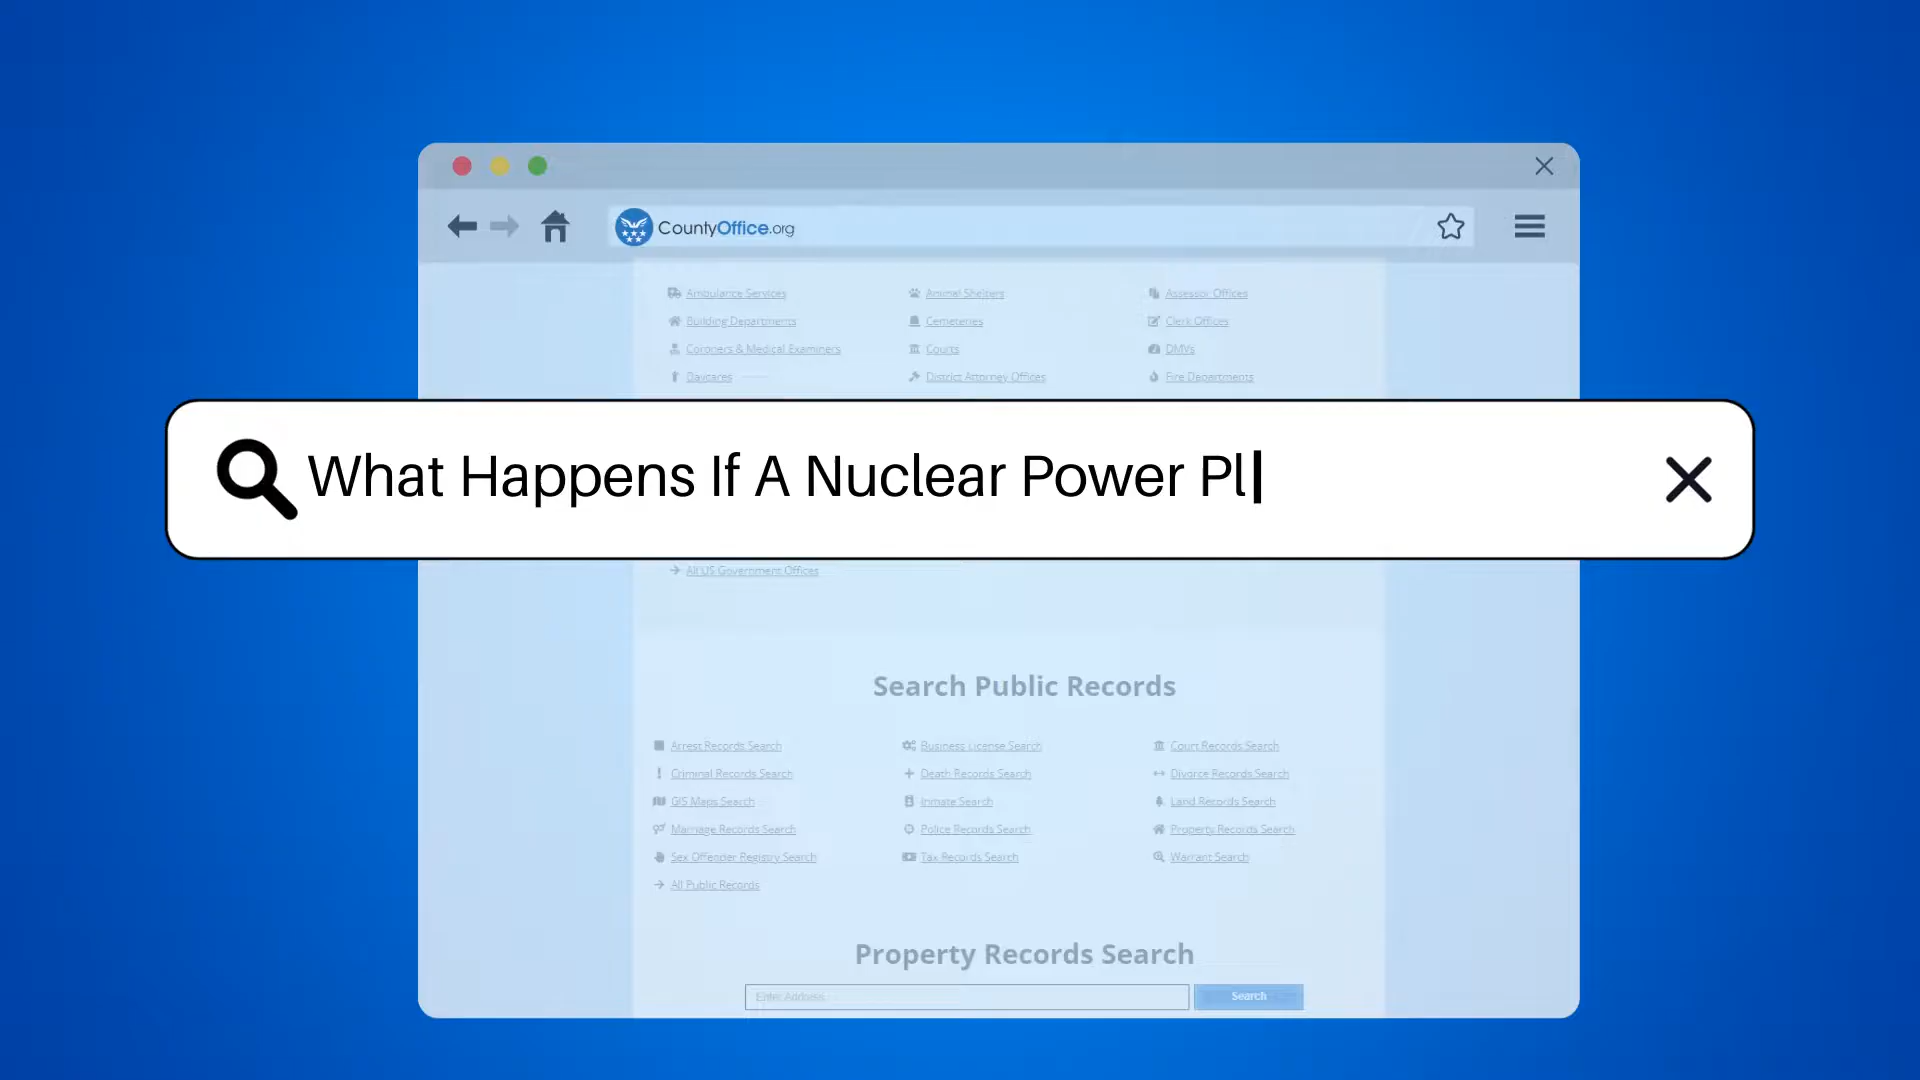 CountyOffice.org
Ambulance Services Animal Shelters Assessor Offices
Building Departments Cemeteries Clerk Offices
Coroners & Medical Examiners Courts DMVs
Daycares District Attorney Offices Fire Departments
What Happens If A Nuclear Power Pl
All US Government Offices
Search Public Records
Arrest Records Search Business License Search Court Records Search
Criminal Records Search Death Records Search Divorce Records Search
GIS Maps Search Inmate Search Land Records Search
Marriage Records Search Police Records Search Property Records Search
Sex Offender Registry Search Tax Records Search Warrant Search
All Public Records
Property Records Search
Enter Address Search